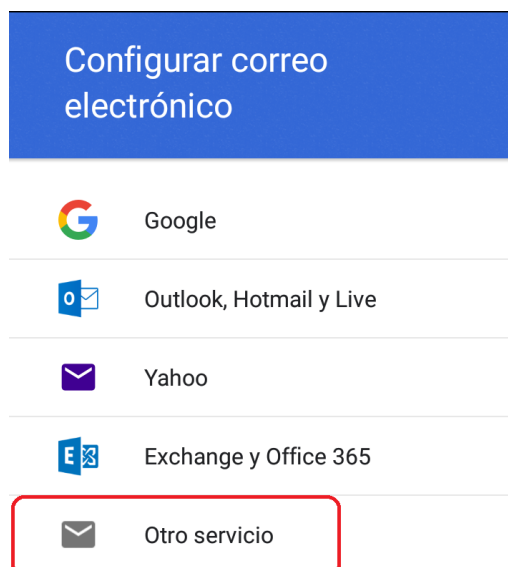 Configurar correo
electrónico
Google
Outlook, Hotmail y Live
Yahoo
Exchange y Office 365
Otro servicio